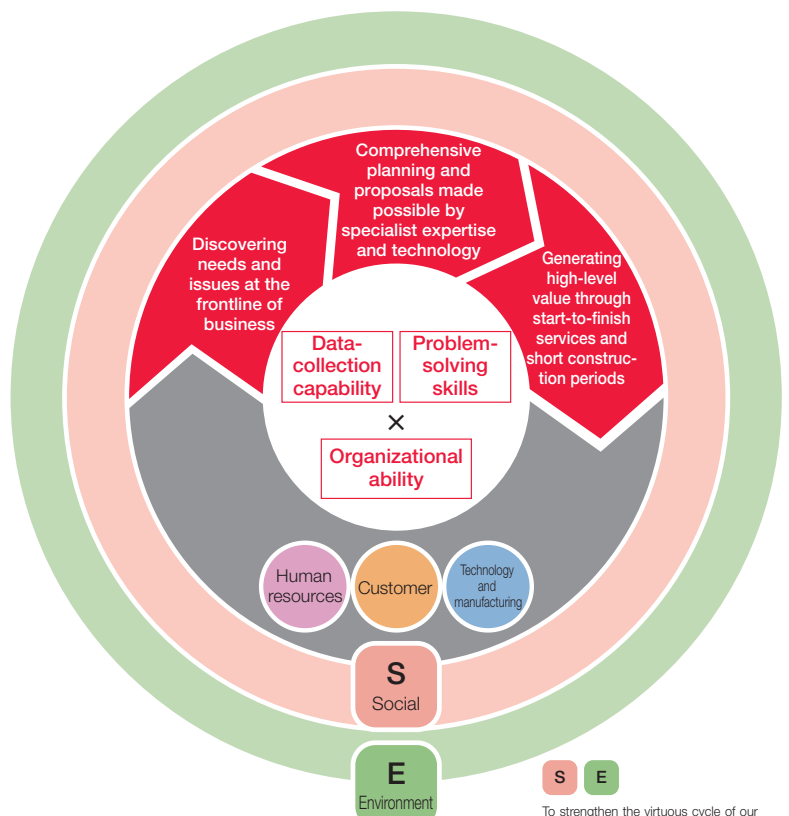 Comprehensive
planning and
proposals made
possible by
specialist expertise
and technology
Discovering
needs and
issues at the
frontline of
business
Generating
high-level
value through
start-to-finish
services and
short construc-
tion periods
Data-
collection
capability
Problem-
solving
skills
×
Organizational
ability
Human
resources
Customer
Technology
and
manufacturing
S
Social
E
Environment
S E
To strengthen the virtuous cycle of our